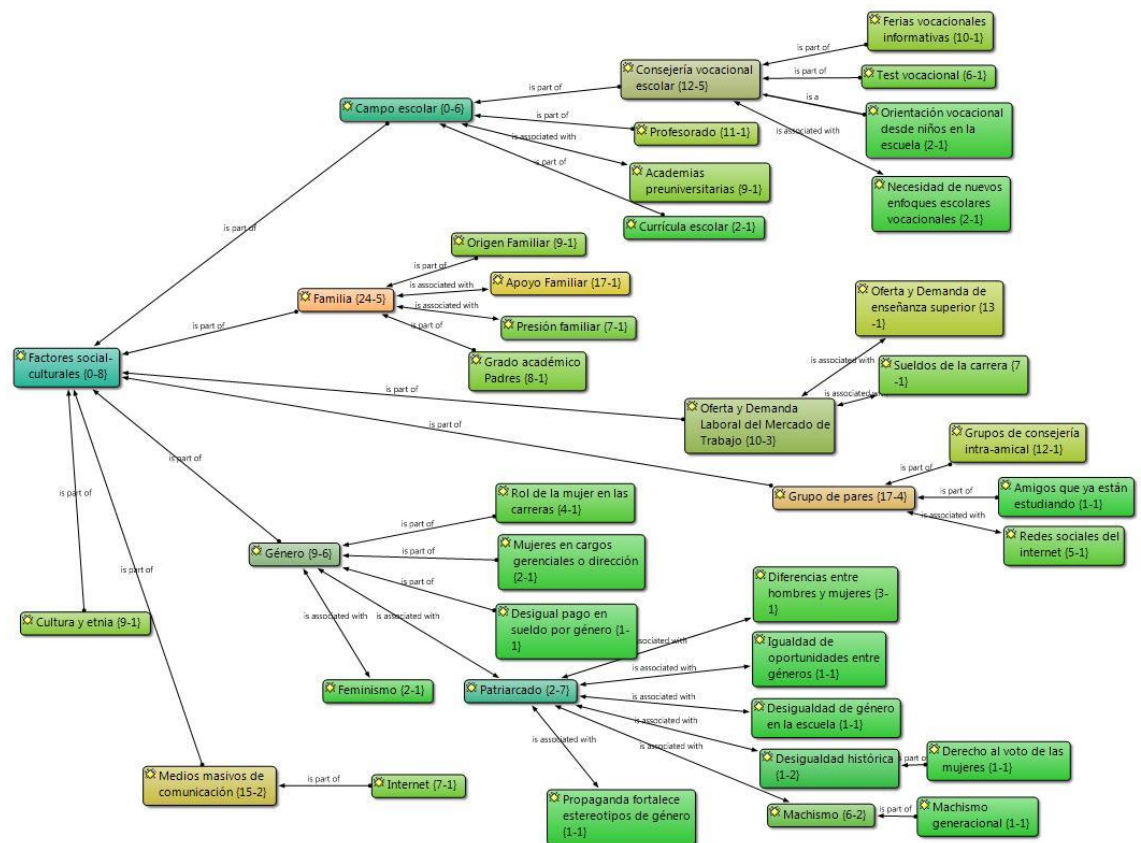 Ferias vocacionales
informativas {10-1}
is part of
Consejería vocacional
escolar {12-5}
is part of
Test vocacional {6-1}
is part of
Campo escolar {0-6}
is a
Orientación vocacional
desde niños en la
escuela {2-1}
is part of
Profesorado {11-1}
is associated with
is associated with
Academias
preuniversitarias {9-1}
is part of
Necesidad de nuevos
enfoques escolares
vocacionales {2-1}
Currícula escolar {2-1}
is part of
Origen Familiar {9-1}
is part of
Apoyo Familiar {17-1}
is associated with
Familia {24-5}
is associated with
Presión familiar {7-1}
is part of
Grado académico
Padres {8-1}
is part of
Oferta y Demanda de
enseñanza superior {13
-1}
is associated with
Sueldos de la carrera {7
-1}
is associated with
Factores social-
culturales {0-8}
is part of
Oferta y Demanda
Laboral del Mercado de
Trabajo {10-3}
is part of
Grupos de consejería
intra-amical {12-1}
is part of
Grupo de pares {17-4}
is part of
Amigos que ya están
estudiando {1-1}
is associated with
Redes sociales del
internet {5-1}
is part of
Rol de la mujer en las
carreras {4-1}
is part of
Género {9-6}
is part of
Mujeres en cargos
gerenciales o dirección
{2-1}
is part of
Desigual pago en
sueldo por género {1-
1}
is associated with
is associated with
Diferencias entre
hombres y mujeres {3-
1}
ssociated with
Igualdad de
oportunidades entre
géneros {1-1}
is associated with
is part of
Cultura y etnia {9-1}
is part of
Feminismo {2-1}
Patriarcado {2-7}
is associated with
Desigualdad de género
en la escuela {1-1}
is associated with
Desigualdad histórica
{1-2}
is part of
Derecho al voto de las
mujeres {1-1}
is associated with
is associated with
Medios masivos de
comunicación {15-2}
is part of
Internet {7-1}
Propaganda fortalece
estereotipos de género
{1-1}
Machismo {6-2}
is part of
Machismo
generacional {1-1}